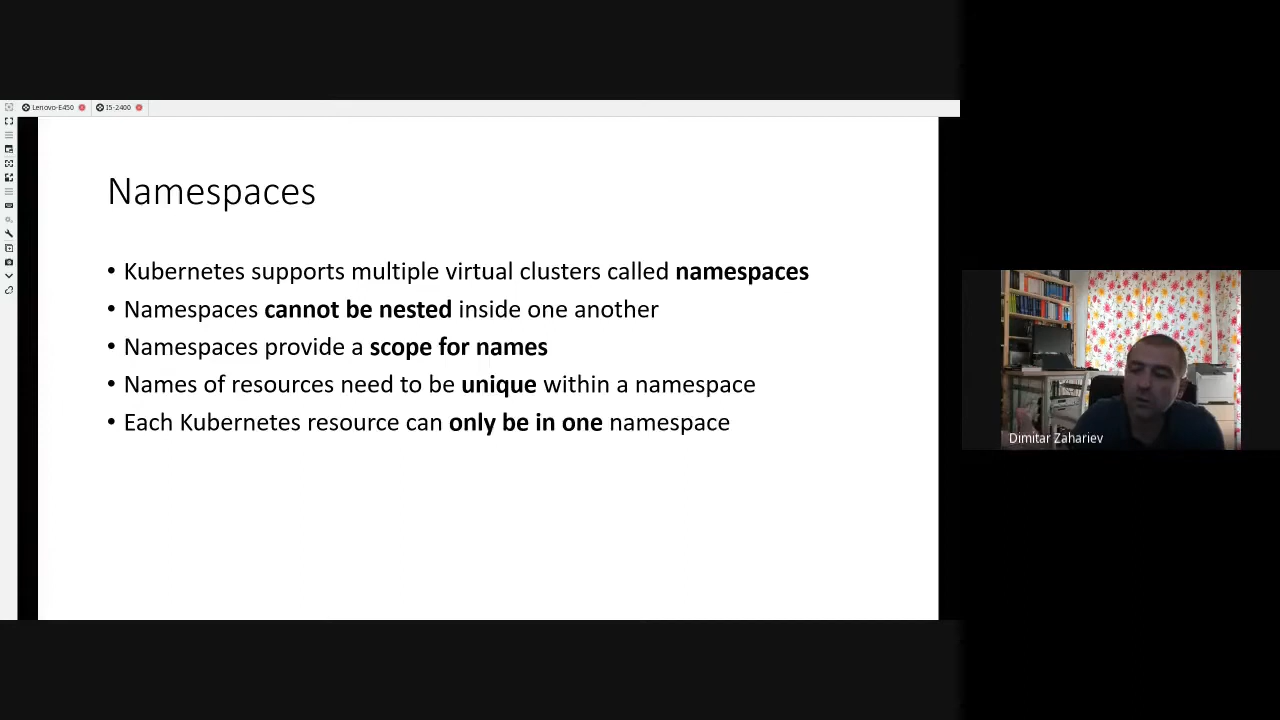 Lenovo-E450
I5-2400
Namespaces
• Kubernetes supports multiple virtual clusters called namespaces
• Namespaces cannot be nested inside one another
• Namespaces provide a scope for names
• Names of resources need to be unique within a namespace
• Each Kubernetes resource can only be in one namespace
Dimitar Zahariev